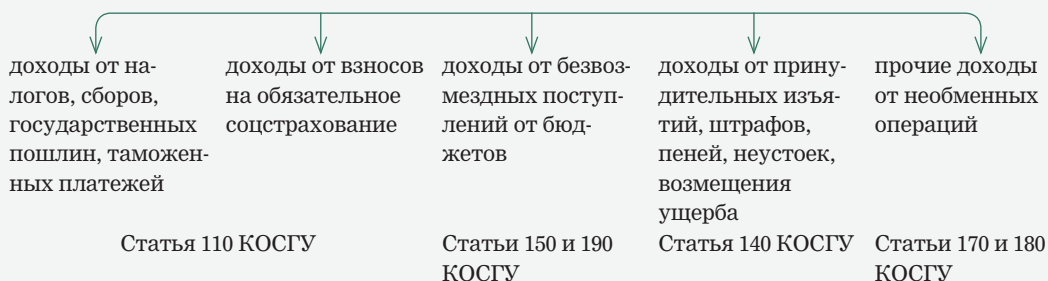 доходы от на-
логов, сборов,
государственных
пошлин, таможен-
ных платежей
доходы от взносов
на обязательное
соцстрахование
доходы от безвоз-
мездных поступ-
лений от бюд-
жетов
доходы от прину-
дительных изъя-
тий, штрафов,
пеней, неустоек,
возмещения
ущерба
прочие доходы
от необменных
операций
Статья 110 КОСГУ
Статьи 150 и 190
КОСГУ
Статья 140 КОСГУ
Статьи 170 и 180
КОСГУ